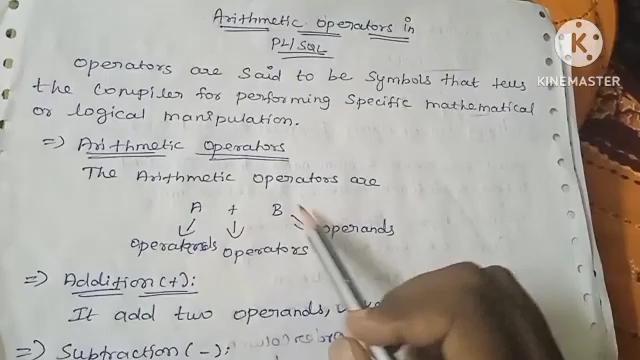 Arithmetic operators in
PL/SQL
KINEMASTER
Operators are said to be symbols that tells
the compiler for performing specific mathematical
or logical manipulation.
=> Arithmetic Operators
The Arithmetic operators are
A + B
operands
operators
=> Addition (+):
It add two operands,
=> Subtraction (-):